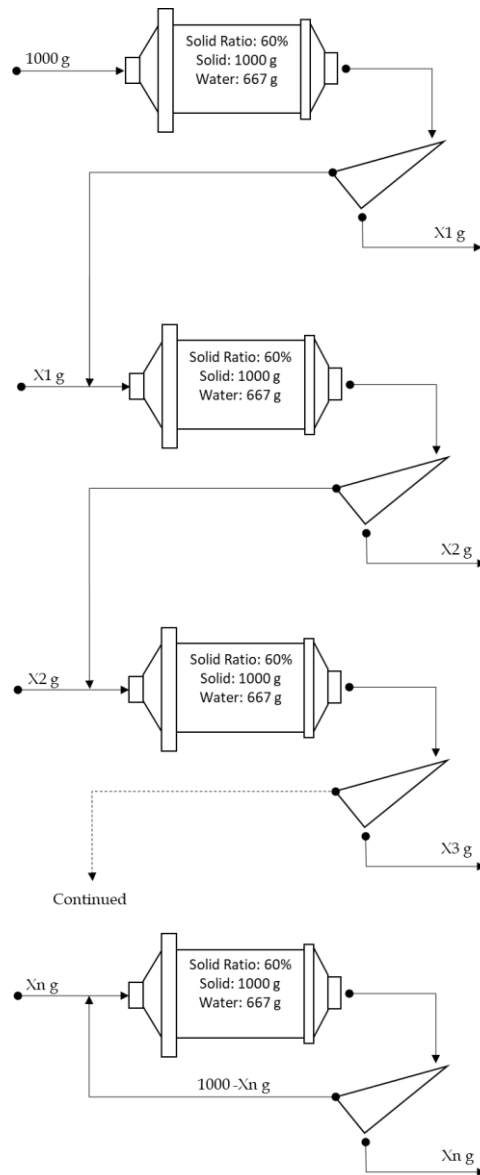 1000 g
Solid Ratio: 60%
Solid: 1000 g
Water: 667 g
X1 g
X1 g
Solid Ratio: 60%
Solid: 1000 g
Water: 667 g
X2 g
X2 g
Solid Ratio: 60%
Solid: 1000 g
Water: 667 g
X3 g
Continued
Xn g
Solid Ratio: 60%
Solid: 1000 g
Water: 667 g
1000 -Xn g
Xn g